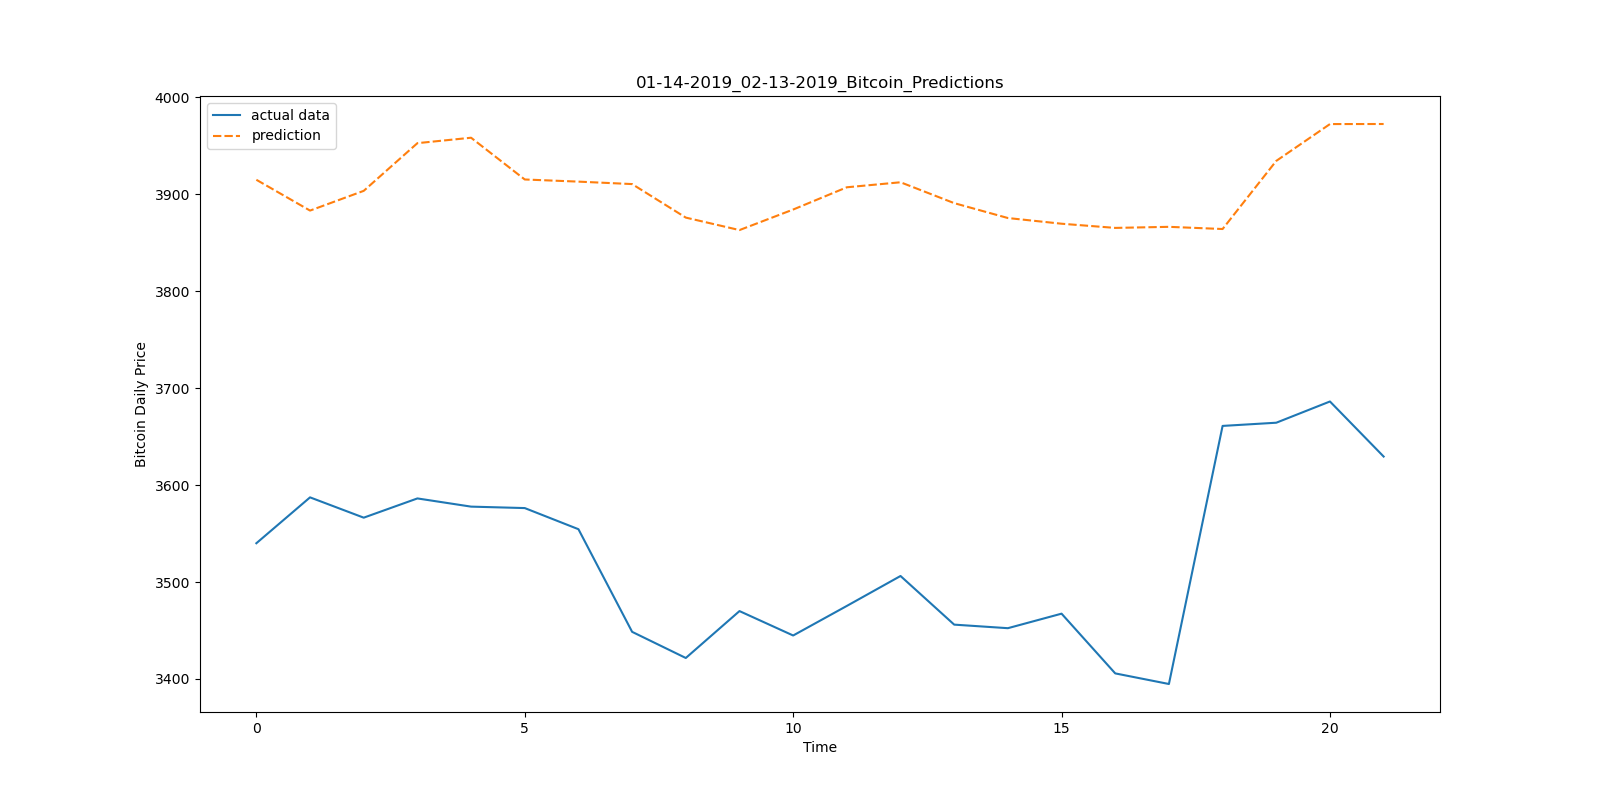 01-14-2019_02-13-2019_Bitcoin_Predictions
actual data
prediction
4000
3900
3800
3700
3600
3500
3400
Bitcoin Daily Price
0
5
10
15
20
Time